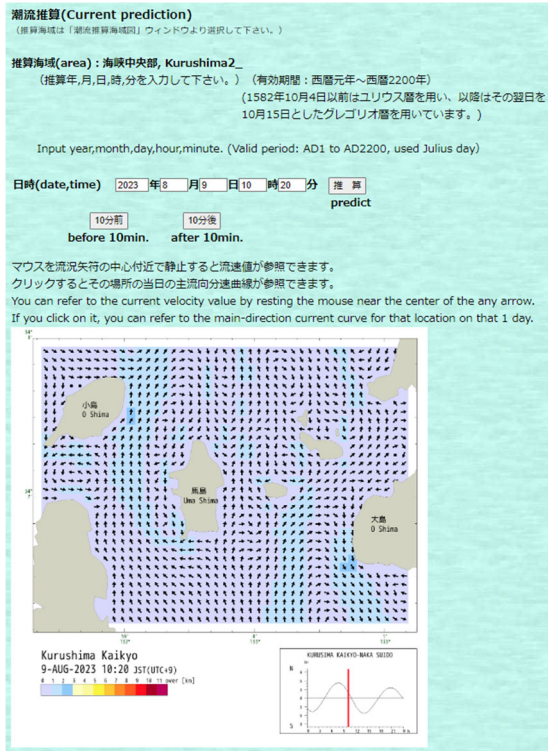 潮流推算(Current prediction)
（推算海域は「潮流推算海域図」ウィンドウより選択して下さい。）
推算海域(area) : 海峡中央部, Kurushima2_
（推算年,月,日,時,分を入力して下さい。）（有効期間：西暦元年～西暦2200年）
(1582年10月4日以前はユリウス暦を用い、以降はその翌日を
10月15日としたグレゴリオ暦を用いています。)
Input year,month,day,hour,minute. (Valid period: AD1 to AD2200, used Julius day）
日時(date,time) 2023 年 8 月 9 日 10 時 20 分 推 算
predict
10分前 10分後
before 10min. after 10min.
マウスを流況矢符の中心付近で静止すると流速値が参照できます。
クリックするとその場所の当日の主流向分速曲線が参照できます。
You can refer to the current velocity value by resting the mouse near the center of the any arrow.
If you click on it, you can refer to the main-direction current curve for that location on that 1 day.
小島
O Shima
馬島
Uma Shima
大島
O Shima
Kurushima Kaikyo
9-AUG-2023 10:20 JST(UTC+9)
0 1 2 3 4 5 6 7 8 9 10 11 over [kn]
KURUSIMA KAIKYO-NAKA SUIDO
N
S